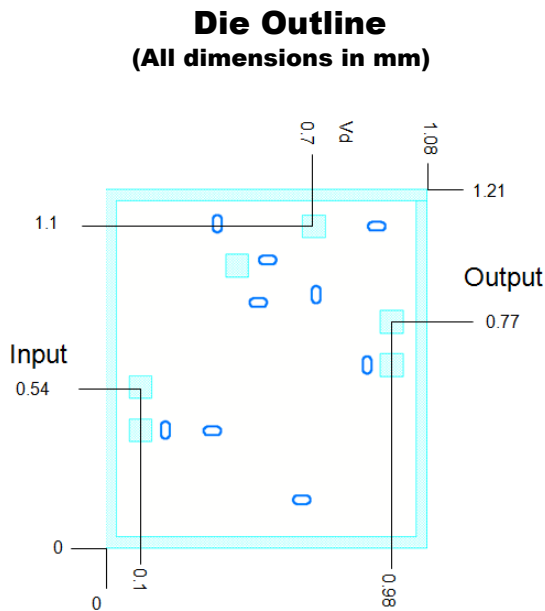 Die Outline
(All dimensions in mm)
0.7
Vd
1.08
1.21
1.1
Output
0.77
Input
0.54
0
0.1
0.98
0